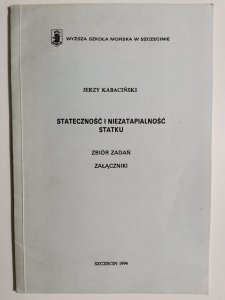 WYŻSZA SZKOŁA MORSKA W SZCZECINIE
JERZY KABACIŃSKI
STATECZNOŚĆ I NIEZATAPIALNOŚĆ
STATKU
ZBIÓR ZADAŃ
ZAŁĄCZNIKI
SZCZECIN 1994